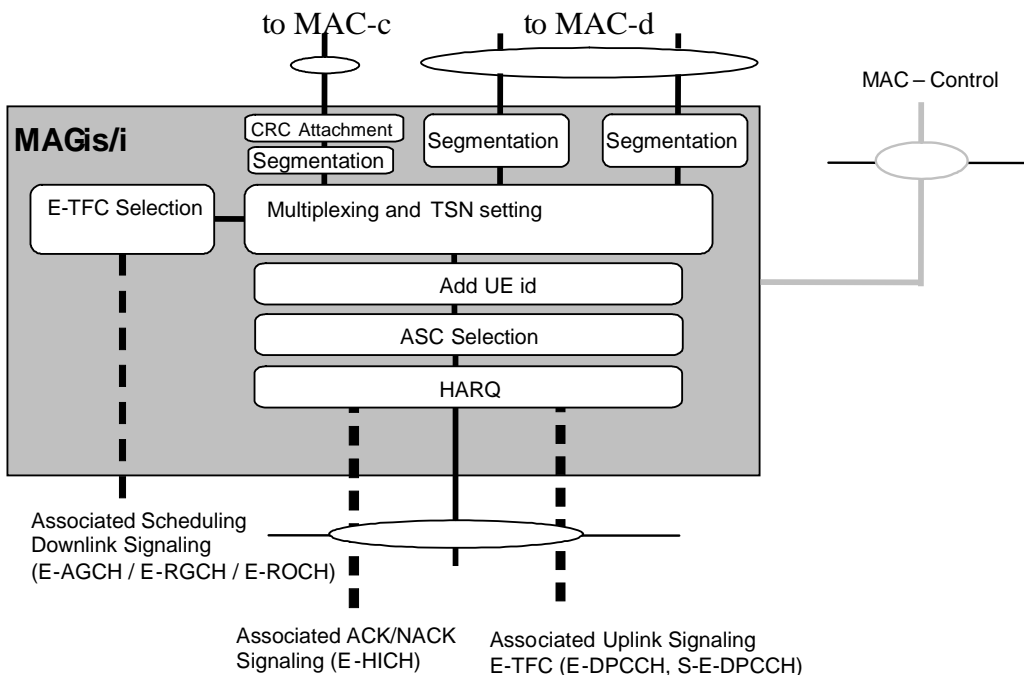 to MAC-c
to MAC-d
MAC – Control
MAGis/i
CRC Attachment
Segmentation
Segmentation
Segmentation
E-TFC Selection
Multiplexing and TSN setting
Add UE id
ASC Selection
HARQ
Associated Scheduling
Downlink Signaling
(E-AGCH / E-RGCH / E-ROCH)
Associated ACK/NACK
Signaling (E-HICH)
Associated Uplink Signaling
E-TFC (E-DPCCH, S-E-DPCCH)